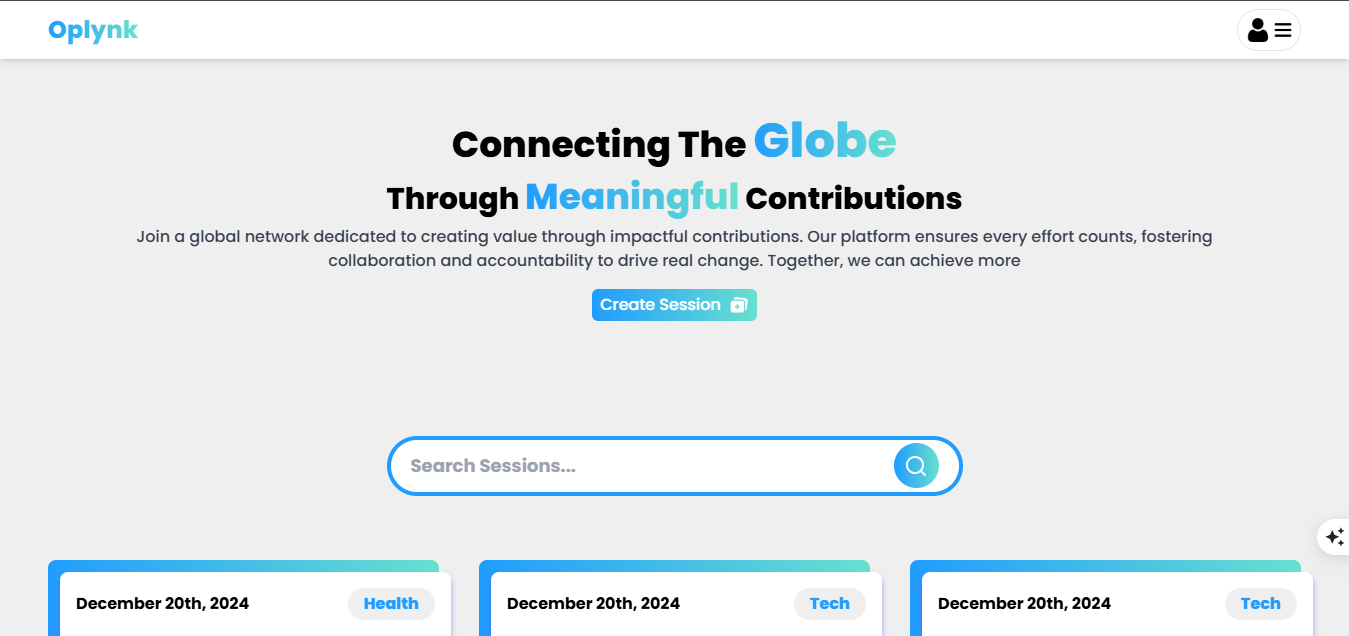 Oplynk
Connecting The Globe
Through Meaningful Contributions
Join a global network dedicated to creating value through impactful contributions. Our platform ensures every effort counts, fostering
collaboration and accountability to drive real change. Together, we can achieve more
Create Session
Search Sessions...
December 20th, 2024 Health
December 20th, 2024 Tech
December 20th, 2024 Tech